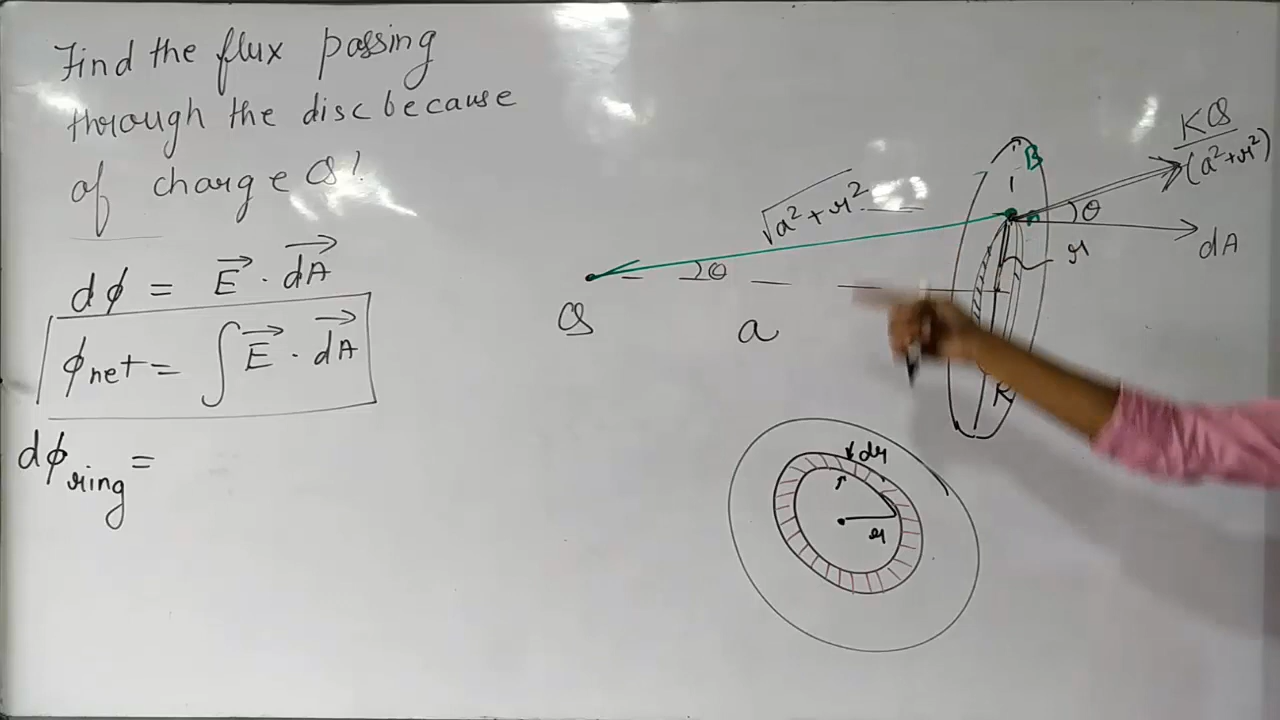 Find the flux passing
through the disc because
of charge Q!
dϕ = E⃗ · dA⃗
ϕnet = ∫ E⃗ · dA⃗
dϕring =
KQ
(a²+r²)
B
√a²+r²
θ
dA
r
θ
Q
a
R
dr
r